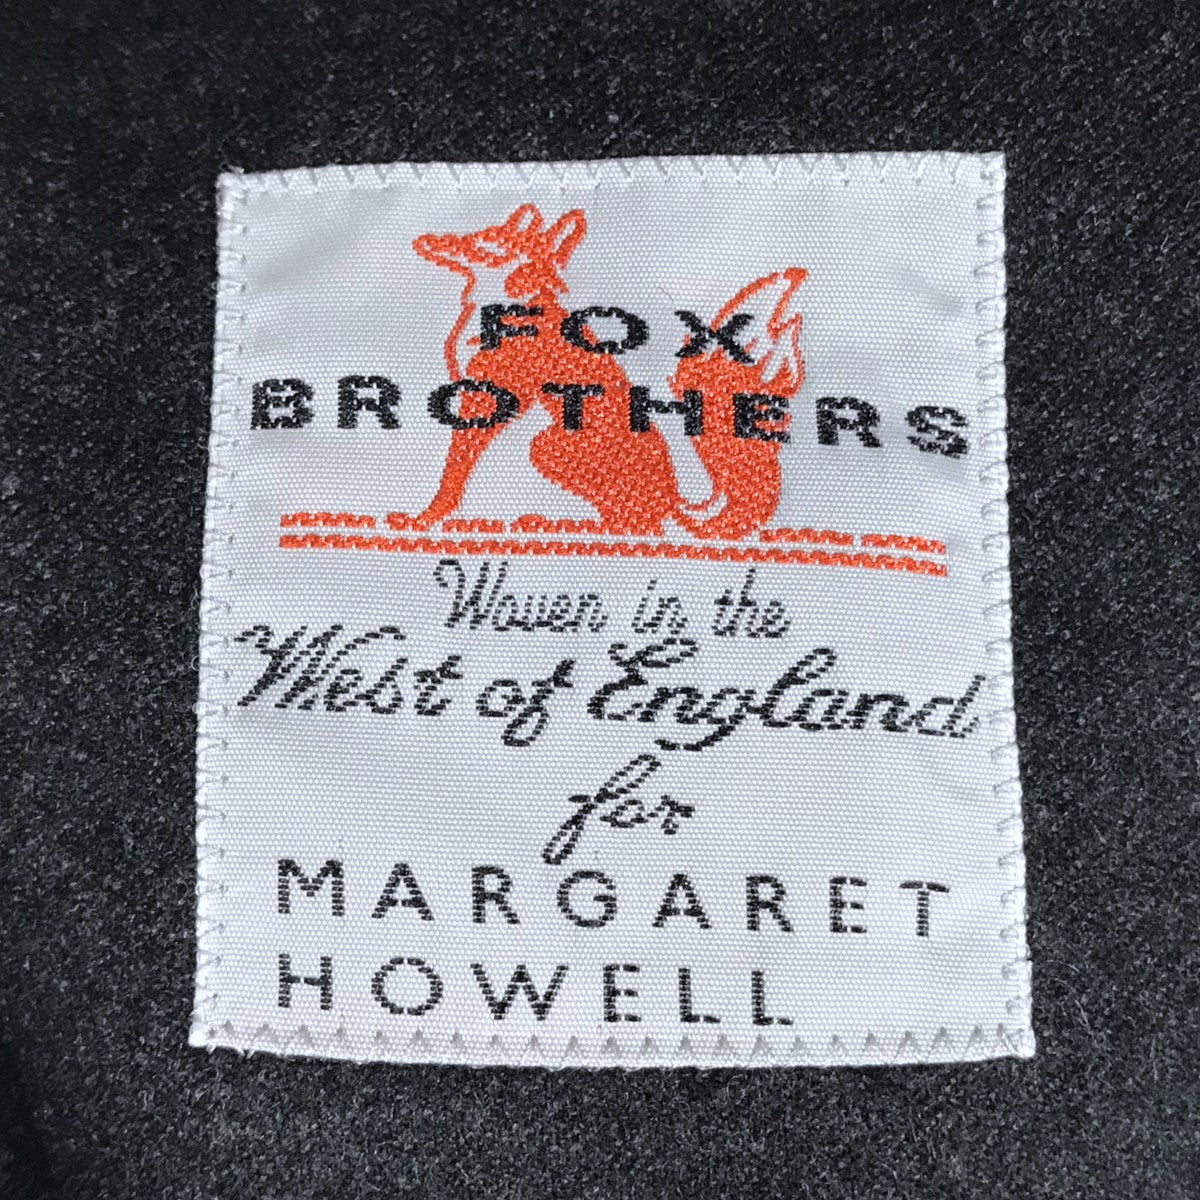 FOX
BROTHERS
Woven in the
West of England
for
MARGARET
HOWELL